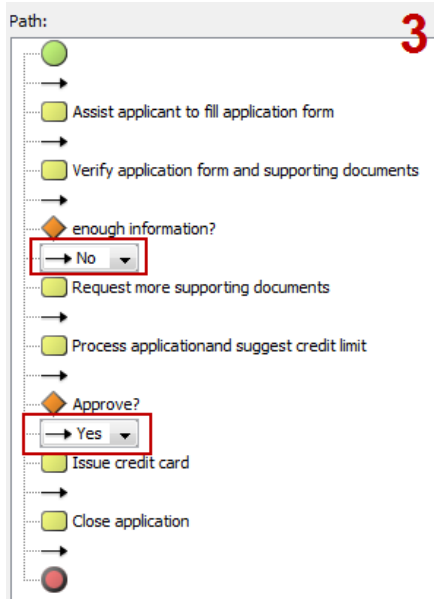 Path:
3
Assist applicant to fill application form
Verify application form and supporting documents
enough information?
No
Request more supporting documents
Process applicationand suggest credit limit
Approve?
Yes
Issue credit card
Close application